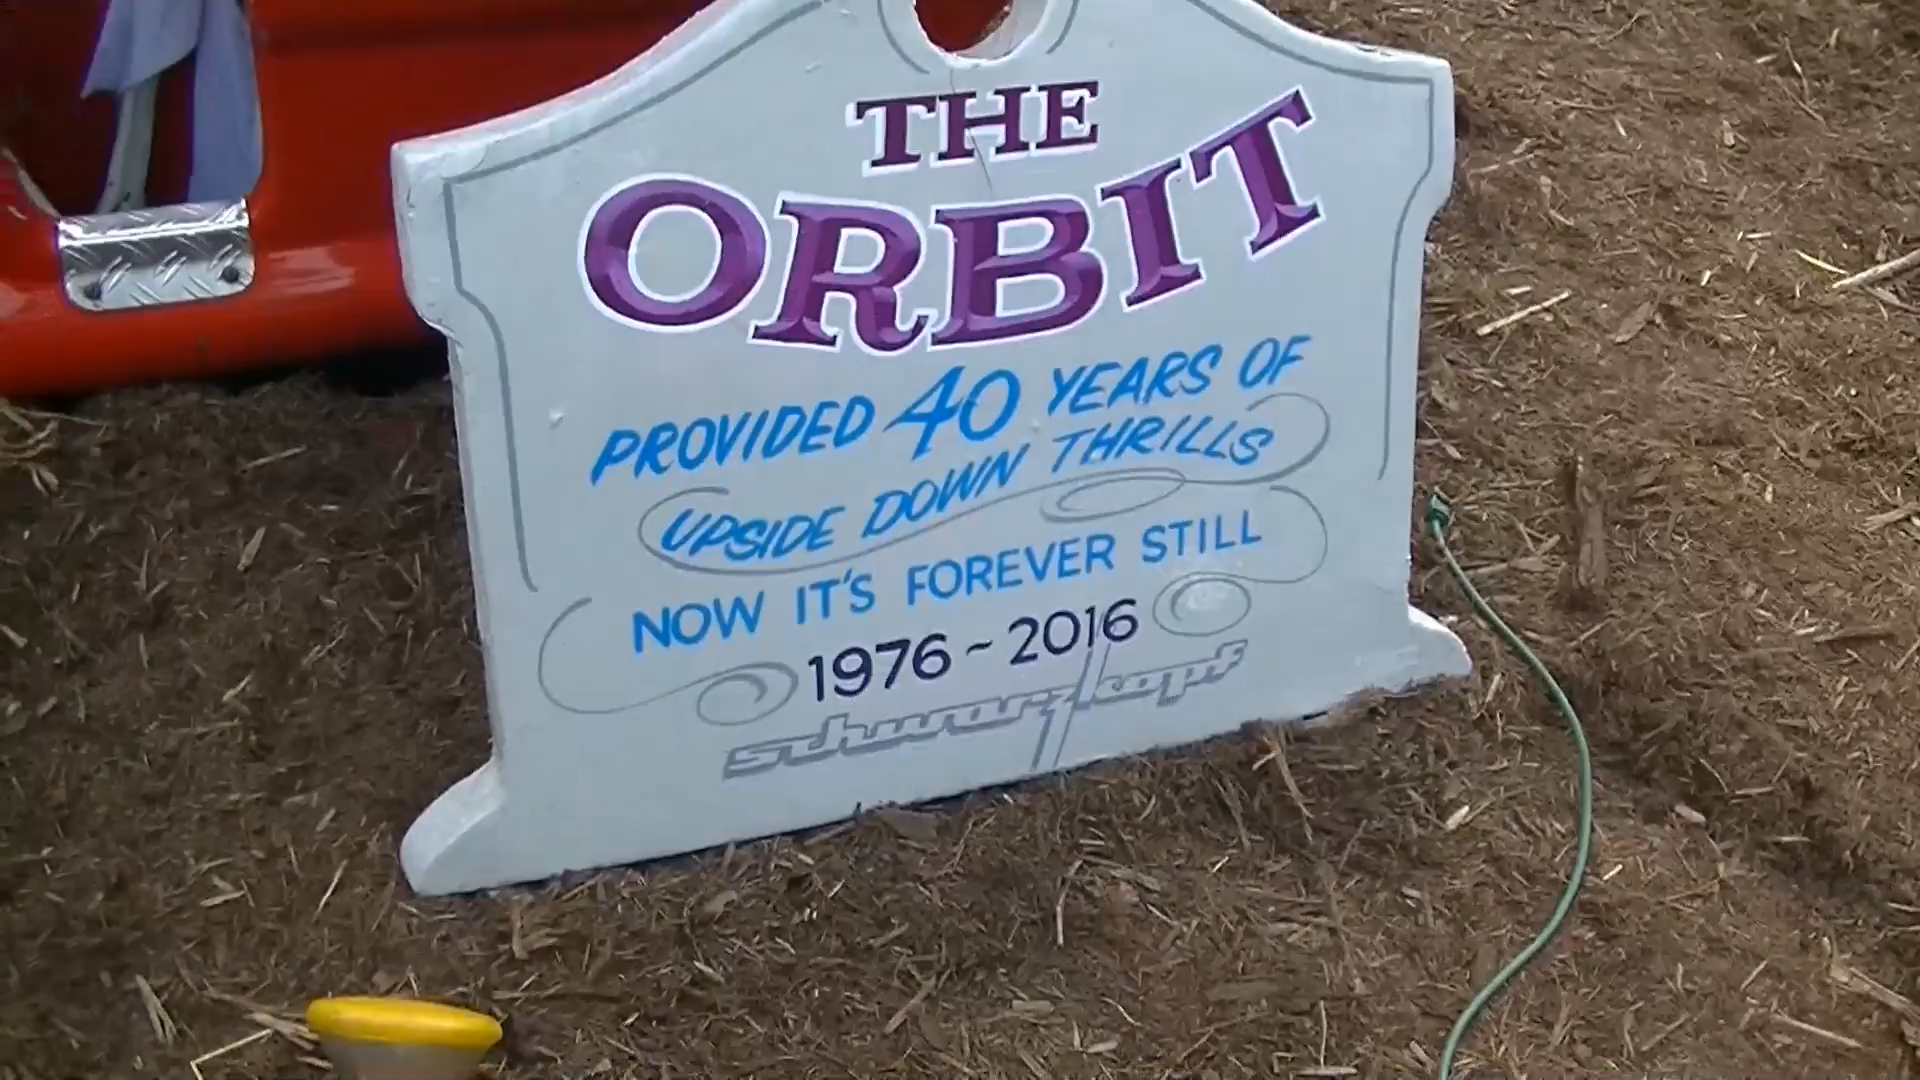 THE
ORBIT
PROVIDED 40 YEARS OF
UPSIDE DOWN THRILLS
NOW IT'S FOREVER STILL
1976~2016
schwarzkopf